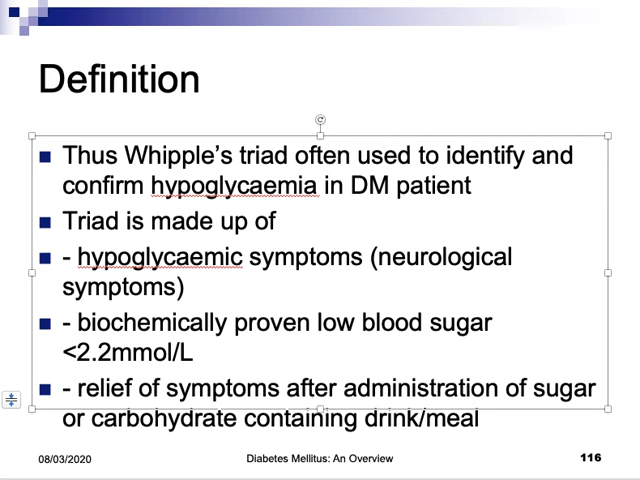 Definition
Thus Whipple's triad often used to identify and
confirm hypoglycaemia in DM patient
Triad is made up of
- hypoglycaemic symptoms (neurological
symptoms)
- biochemically proven low blood sugar
<2.2mmol/L
- relief of symptoms after administration of sugar
or carbohydrate containing drink/meal
08/03/2020
Diabetes Mellitus: An Overview
116